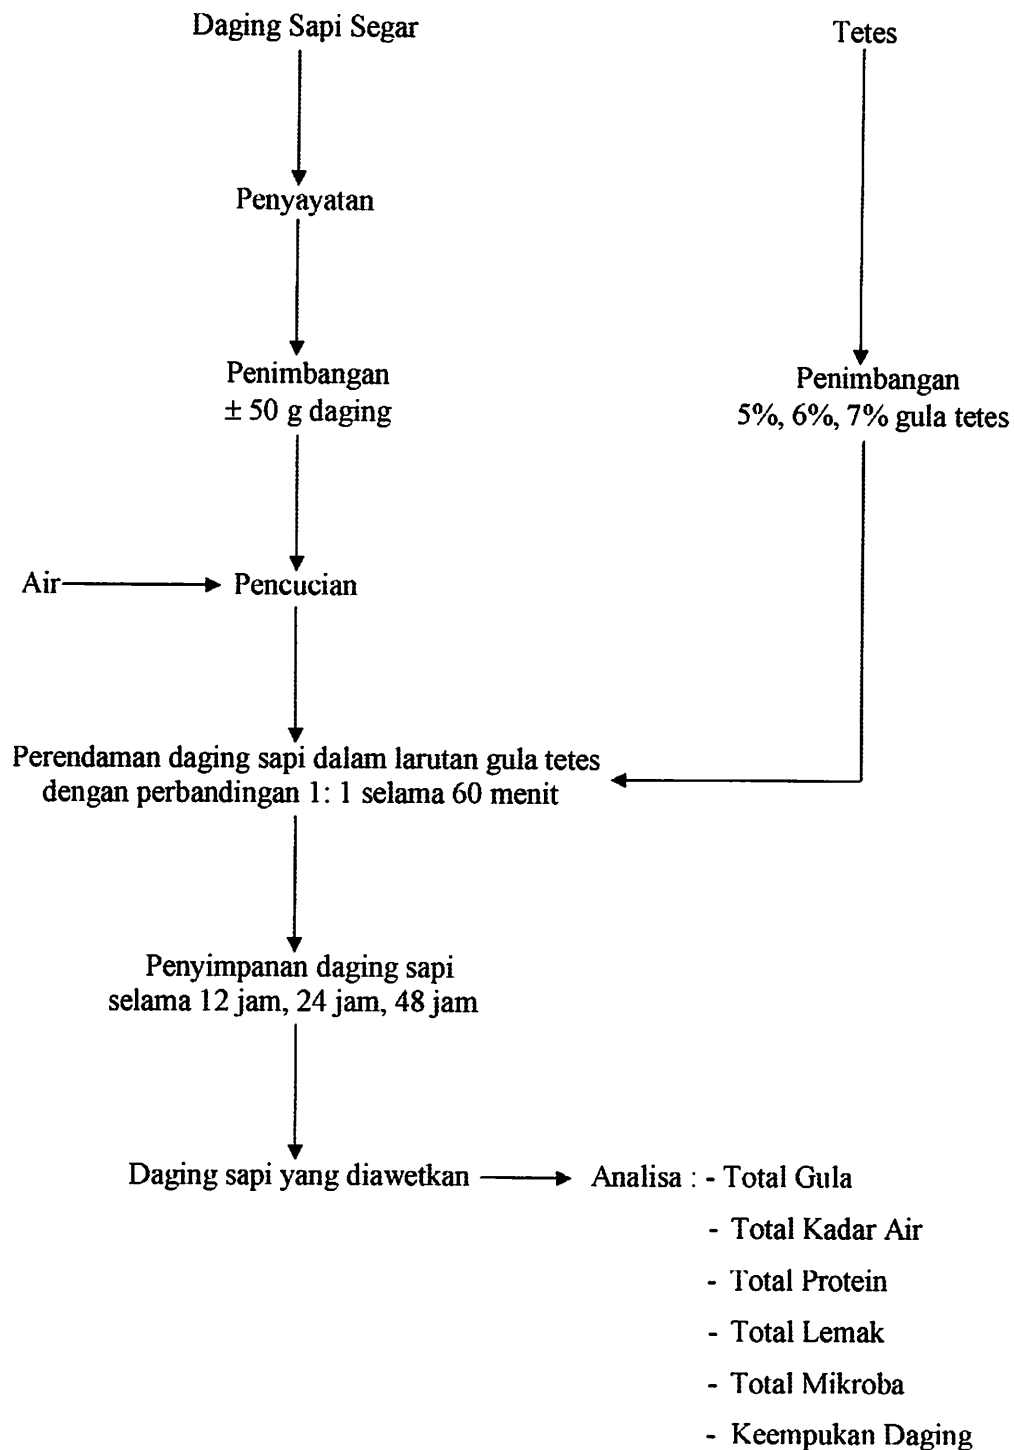 Daging Sapi Segar
Tetes
Penyayatan
Penimbangan
± 50 g daging
Penimbangan
5%, 6%, 7% gula tetes
Air
Pencucian
Perendaman daging sapi dalam larutan gula tetes
dengan perbandingan 1: 1 selama 60 menit
Penyimpanan daging sapi
selama 12 jam, 24 jam, 48 jam
Daging sapi yang diawetkan
Analisa : - Total Gula
- Total Kadar Air
- Total Protein
- Total Lemak
- Total Mikroba
- Keempukan Daging